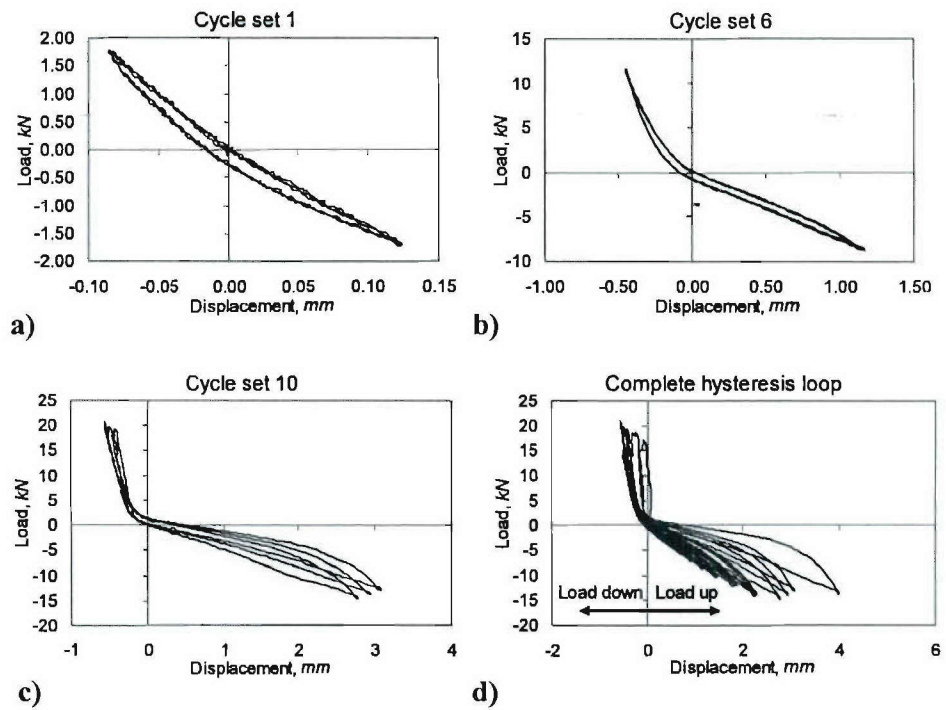 Cycle set 1
2.00
1.50
1.00
0.50
0.00
-0.50
-1.00
-1.50
-2.00
Load, kN
-0.10 -0.05 0.00 0.05 0.10 0.15
Displacement, mm
a)
Cycle set 6
15
10
5
0
-5
-10
Load, kN
-1.00 -0.50 0.00 0.50 1.00 1.50
Displacement, mm
b)
Cycle set 10
25
20
15
10
5
0
-5
-10
-15
-20
Load, kN
-1 0 1 2 3 4
Displacement, mm
c)
Complete hysteresis loop
25
20
15
10
5
0
-5
-10
-15
-20
Load, kN
Load down Load up
-2 0 2 4 6
Displacement, mm
d)